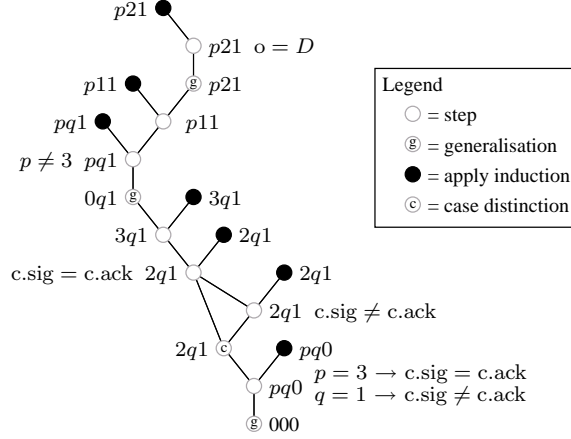 p21
p21 o = D
g p21
p11
p11
pq1
p ≠ 3 pq1
0q1 g
3q1
3q1
2q1
c.sig = c.ack 2q1
2q1
2q1 c.sig ≠ c.ack
2q1 c
pq0
pq0 p = 3 → c.sig = c.ack
q = 1 → c.sig ≠ c.ack
g 000
Legend
= step
g = generalisation
= apply induction
c = case distinction